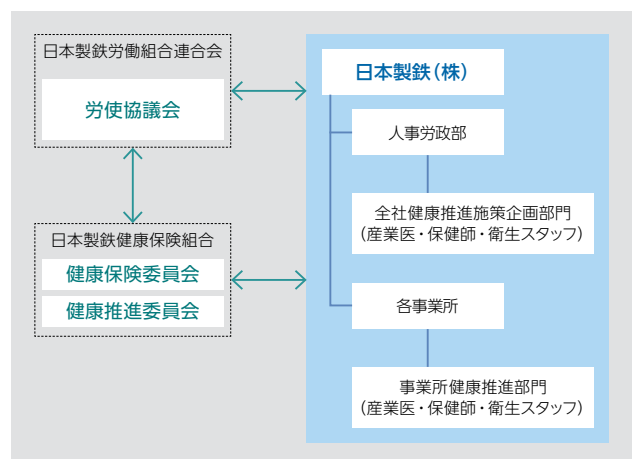 日本製鉄労働組合連合会
労使協議会
日本製鉄健康保険組合
健康保険委員会
健康推進委員会
日本製鉄(株)
人事労政部
全社健康推進施策企画部門
(産業医・保健師・衛生スタッフ)
各事業所
事業所健康推進部門
(産業医・保健師・衛生スタッフ)